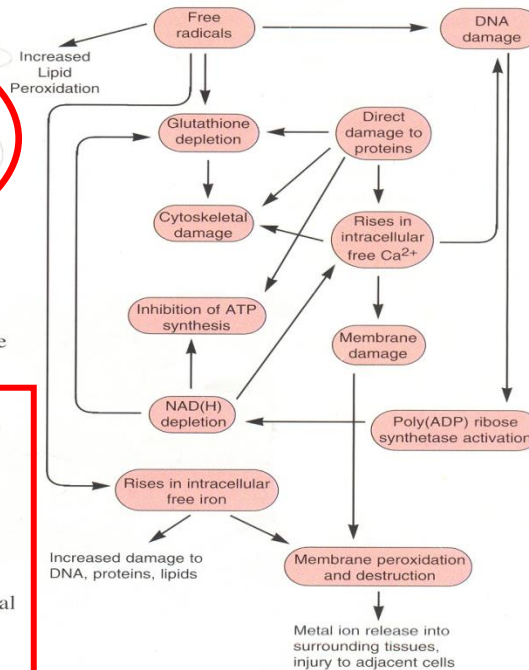 Free
radicals
DNA
damage
Increased
Lipid
Peroxidation
Glutathione
depletion
Direct
damage to
proteins
Cytoskeletal
damage
Rises in
intracellular
free Ca2+
Inhibition of ATP
synthesis
Membrane
damage
NAD(H)
depletion
Poly(ADP) ribose
synthetase activation
Rises in intracellular
free iron
Increased damage to
DNA, proteins, lipids
Membrane peroxidation
and destruction
Metal ion release into
surrounding tissues,
injury to adjacent cells